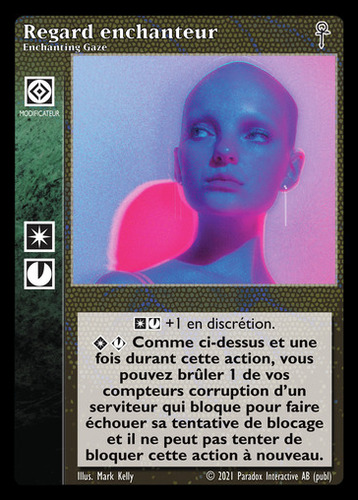 Regard enchanteur
Enchanting Gaze
MODIFICATEUR
+1 en discrétion.
Comme ci-dessus et une
fois durant cette action, vous
pouvez brûler 1 de vos
compteurs corruption d'un
serviteur qui bloque pour faire
échouer sa tentative de blocage
et il ne peut pas tenter de
bloquer cette action à nouveau.
Illus. Mark Kelly
© 2021 Paradox Interactive AB (publ)